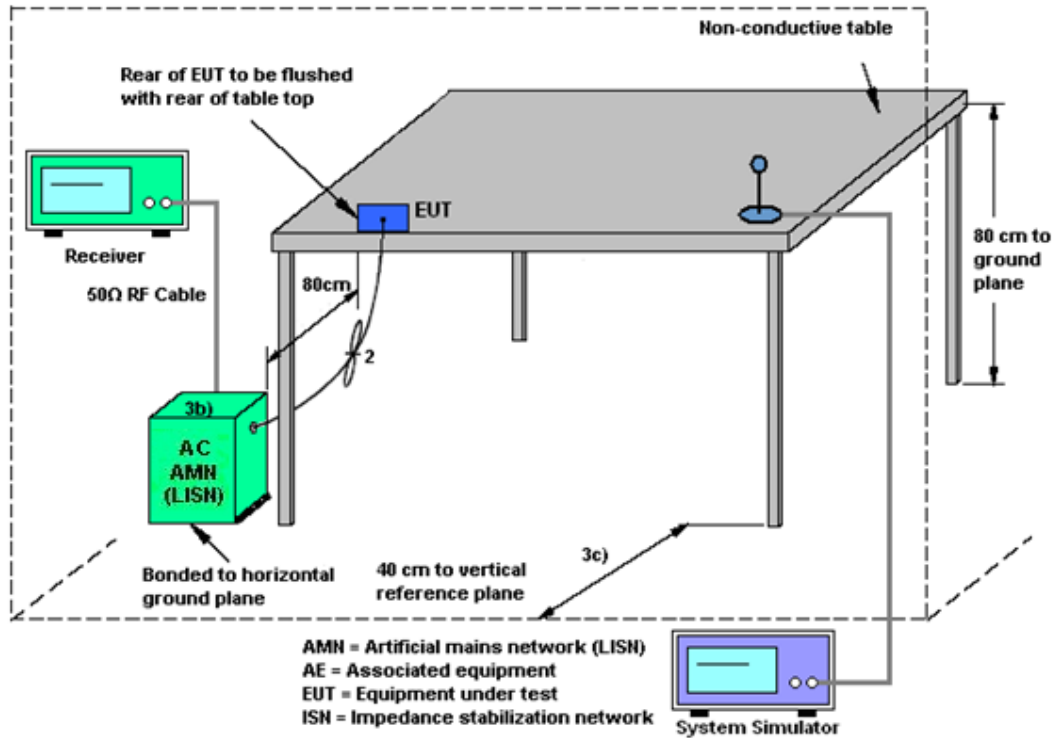 Non-conductive table
Rear of EUT to be flushed
with rear of table top
EUT
Receiver
80 cm to
ground
plane
80cm
50Ω RF Cable
2
3b)
AC
AMN
(LISN)
3c)
Bonded to horizontal
ground plane
40 cm to vertical
reference plane
AMN = Artificial mains network (LISN)
AE = Associated equipment
EUT = Equipment under test
ISN = Impedance stabilization network
System Simulator